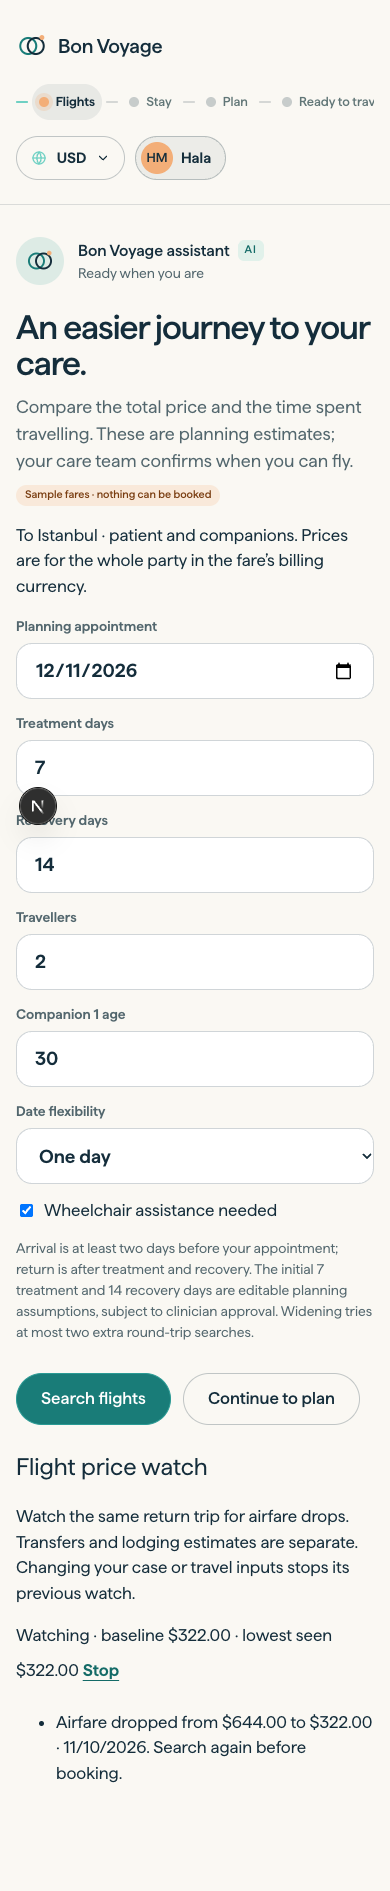 Bon Voyage
Flights
Stay
Plan
Ready to trav
USD
HM
Hala
Bon Voyage assistant AI
Ready when you are
An easier journey to your
care.
Compare the total price and the time spent
travelling. These are planning estimates;
your care team confirms when you can fly.
Sample fares · nothing can be booked
To Istanbul · patient and companions. Prices
are for the whole party in the fare's billing
currency.
Planning appointment
12/11/2026
Treatment days
7
N
Recovery days
14
Travellers
2
Companion 1 age
30
Date flexibility
One day
Wheelchair assistance needed
Arrival is at least two days before your appointment;
return is after treatment and recovery. The initial 7
treatment and 14 recovery days are editable planning
assumptions, subject to clinician approval. Widening tries
at most two extra round-trip searches.
Search flights
Continue to plan
Flight price watch
Watch the same return trip for airfare drops.
Transfers and lodging estimates are separate.
Changing your case or travel inputs stops its
previous watch.
Watching · baseline $322.00 · lowest seen
$322.00 Stop
• Airfare dropped from $644.00 to $322.00
· 11/10/2026. Search again before
booking.